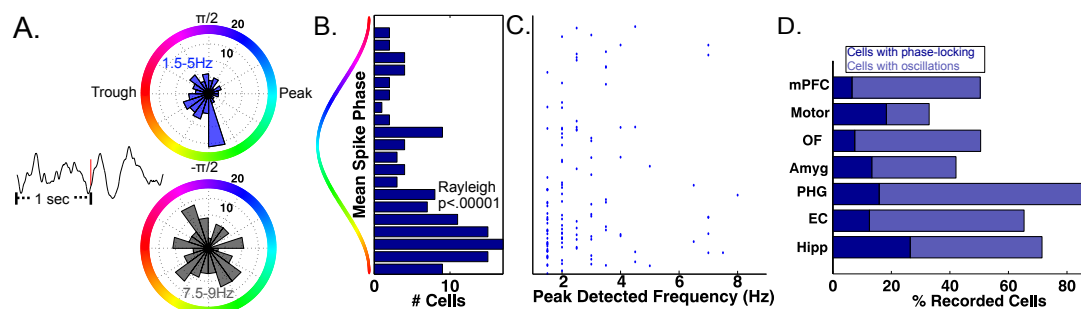 A.
π/2
20
10
1.5-5Hz
Trough
Peak
-π/2
20
10
7.5-9Hz
1 sec
B.
Mean Spike Phase
Rayleigh
p<.00001
0
10
# Cells
C.
2
4
6
8
Peak Detected Frequency (Hz)
D.
Cells with phase-locking
Cells with oscillations
mPFC
Motor
OF
Amyg
PHG
EC
Hipp
0
20
40
60
80
% Recorded Cells